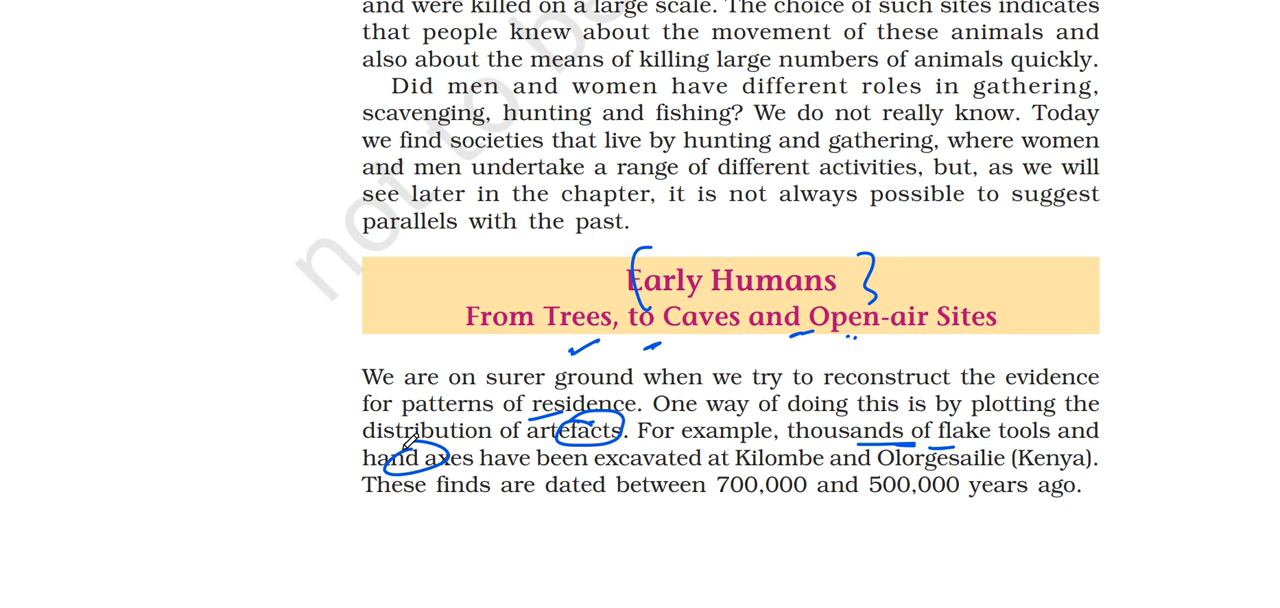 and were killed on a large scale. The choice of such sites indicates
that people knew about the movement of these animals and
also about the means of killing large numbers of animals quickly.
Did men and women have different roles in gathering,
scavenging, hunting and fishing? We do not really know. Today
we find societies that live by hunting and gathering, where women
and men undertake a range of different activities, but, as we will
see later in the chapter, it is not always possible to suggest
parallels with the past.
not to be
Early Humans
From Trees, to Caves and Open-air Sites
We are on surer ground when we try to reconstruct the evidence
for patterns of residence. One way of doing this is by plotting the
distribution of artefacts. For example, thousands of flake tools and
hand axes have been excavated at Kilombe and Olorgesailie (Kenya).
These finds are dated between 700,000 and 500,000 years ago.